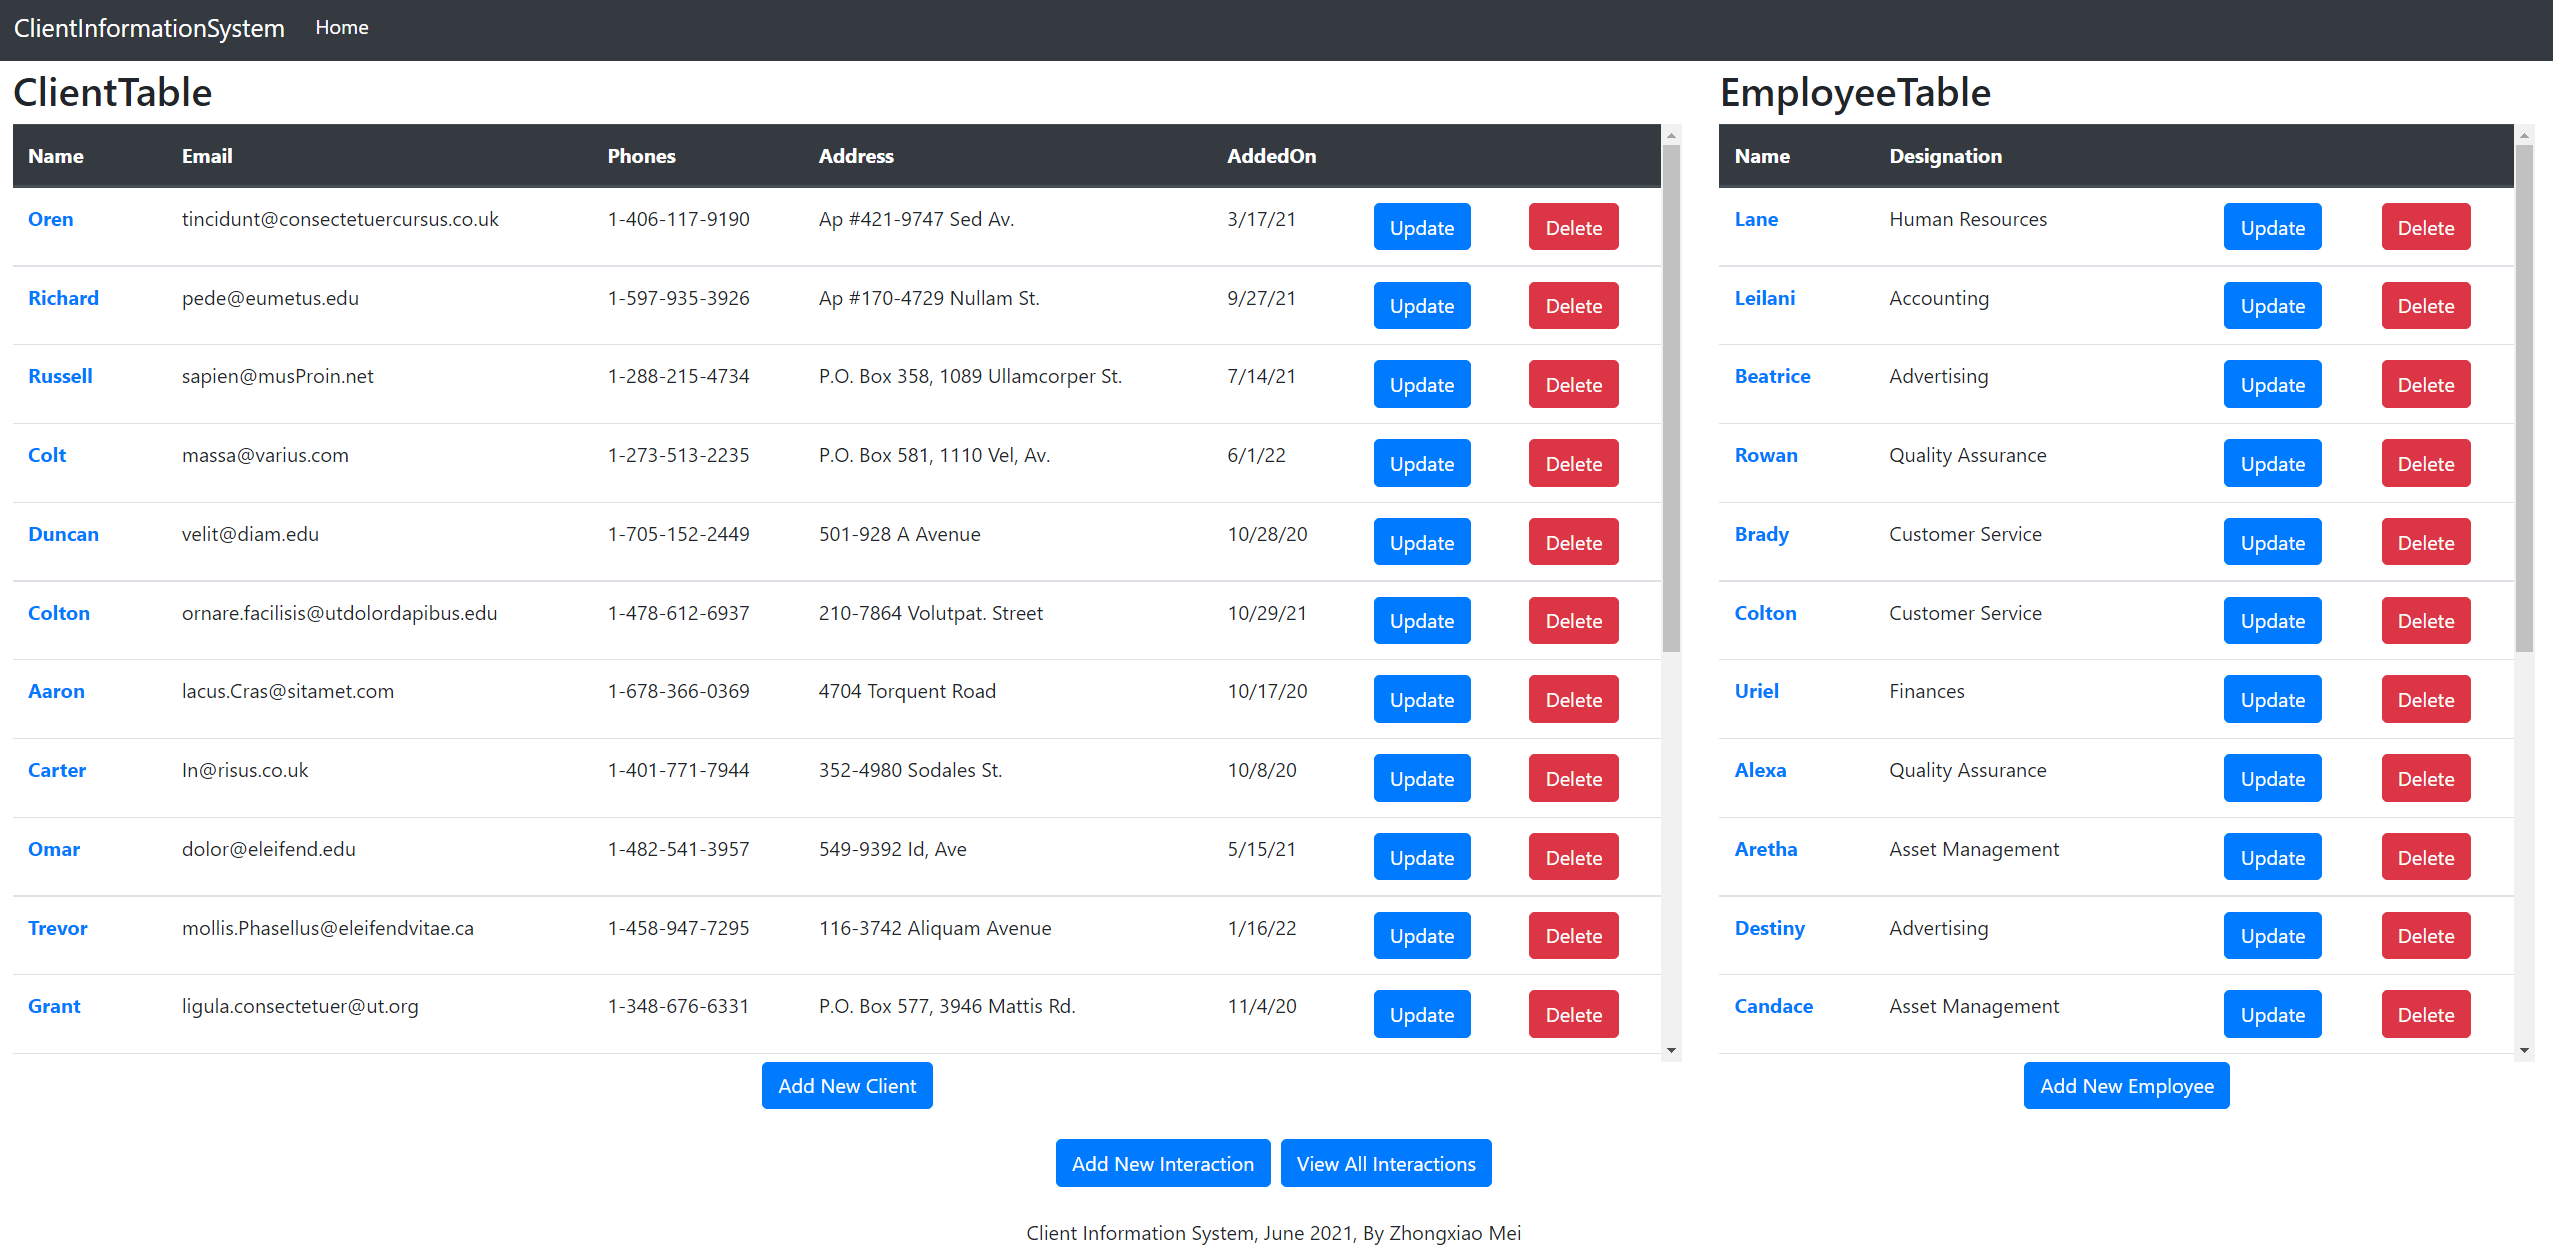 ClientInformationSystem Home
ClientTable
Name Email Phones Address AddedOn
Oren tincidunt@consectetuercursus.co.uk 1-406-117-9190 Ap #421-9747 Sed Av. 3/17/21 Update Delete
Richard pede@eumetus.edu 1-597-935-3926 Ap #170-4729 Nullam St. 9/27/21 Update Delete
Russell sapien@musProin.net 1-288-215-4734 P.O. Box 358, 1089 Ullamcorper St. 7/14/21 Update Delete
Colt massa@varius.com 1-273-513-2235 P.O. Box 581, 1110 Vel, Av. 6/1/22 Update Delete
Duncan velit@diam.edu 1-705-152-2449 501-928 A Avenue 10/28/20 Update Delete
Colton ornare.facilisis@utdolordapibus.edu 1-478-612-6937 210-7864 Volutpat. Street 10/29/21 Update Delete
Aaron lacus.Cras@sitamet.com 1-678-366-0369 4704 Torquent Road 10/17/20 Update Delete
Carter In@risus.co.uk 1-401-771-7944 352-4980 Sodales St. 10/8/20 Update Delete
Omar dolor@eleifend.edu 1-482-541-3957 549-9392 Id, Ave 5/15/21 Update Delete
Trevor mollis.Phasellus@eleifendvitae.ca 1-458-947-7295 116-3742 Aliquam Avenue 1/16/22 Update Delete
Grant ligula.consectetuer@ut.org 1-348-676-6331 P.O. Box 577, 3946 Mattis Rd. 11/4/20 Update Delete
Add New Client
EmployeeTable
Name Designation
Lane Human Resources Update Delete
Leilani Accounting Update Delete
Beatrice Advertising Update Delete
Rowan Quality Assurance Update Delete
Brady Customer Service Update Delete
Colton Customer Service Update Delete
Uriel Finances Update Delete
Alexa Quality Assurance Update Delete
Aretha Asset Management Update Delete
Destiny Advertising Update Delete
Candace Asset Management Update Delete
Add New Employee
Add New Interaction View All Interactions
Client Information System, June 2021, By Zhongxiao Mei